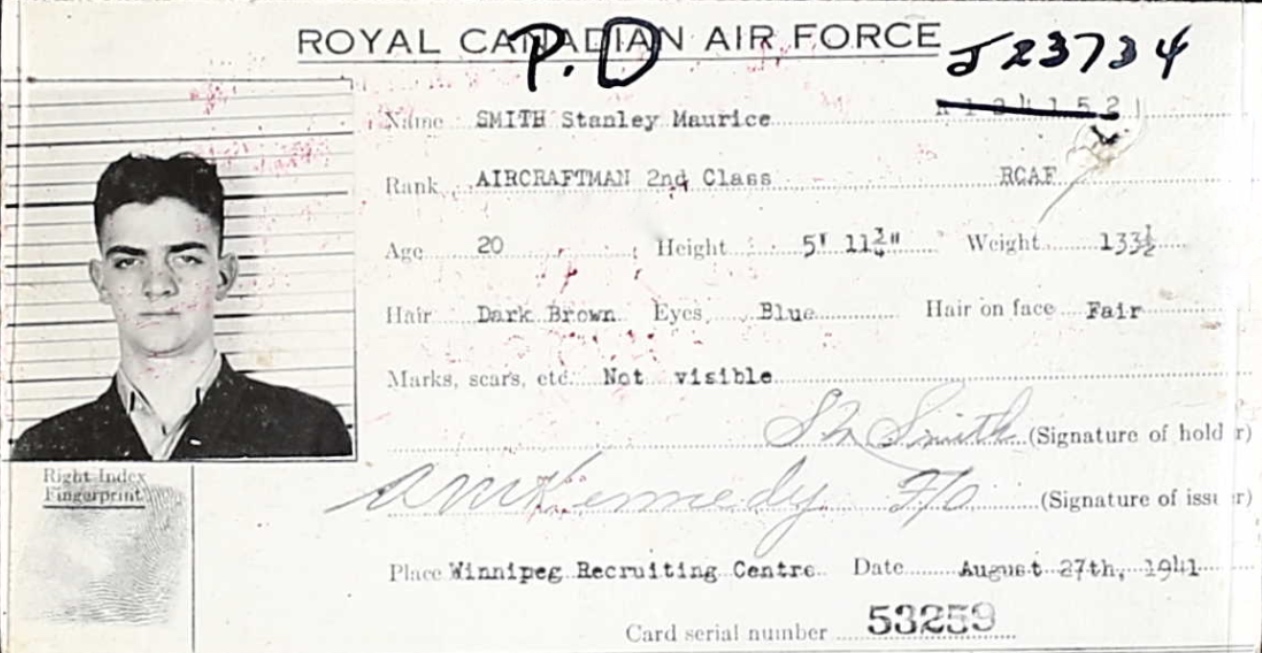 ROYAL CANADIAN AIR FORCE
P.D
J23734
Name SMITH Stanley Maurice
Rank AIRCRAFTMAN 2nd Class RCAF
Age 20 Height 5' 11¾" Weight 133½
Hair Dark Brown Eyes Blue Hair on face Fair
Marks, scars, etc. Not visible
S M Smith (Signature of holder)
Kennedy F/O (Signature of issuer)
Right Index
Fingerprint
Place Winnipeg Recruiting Centre Date August 27th, 1941
Card serial number 53259